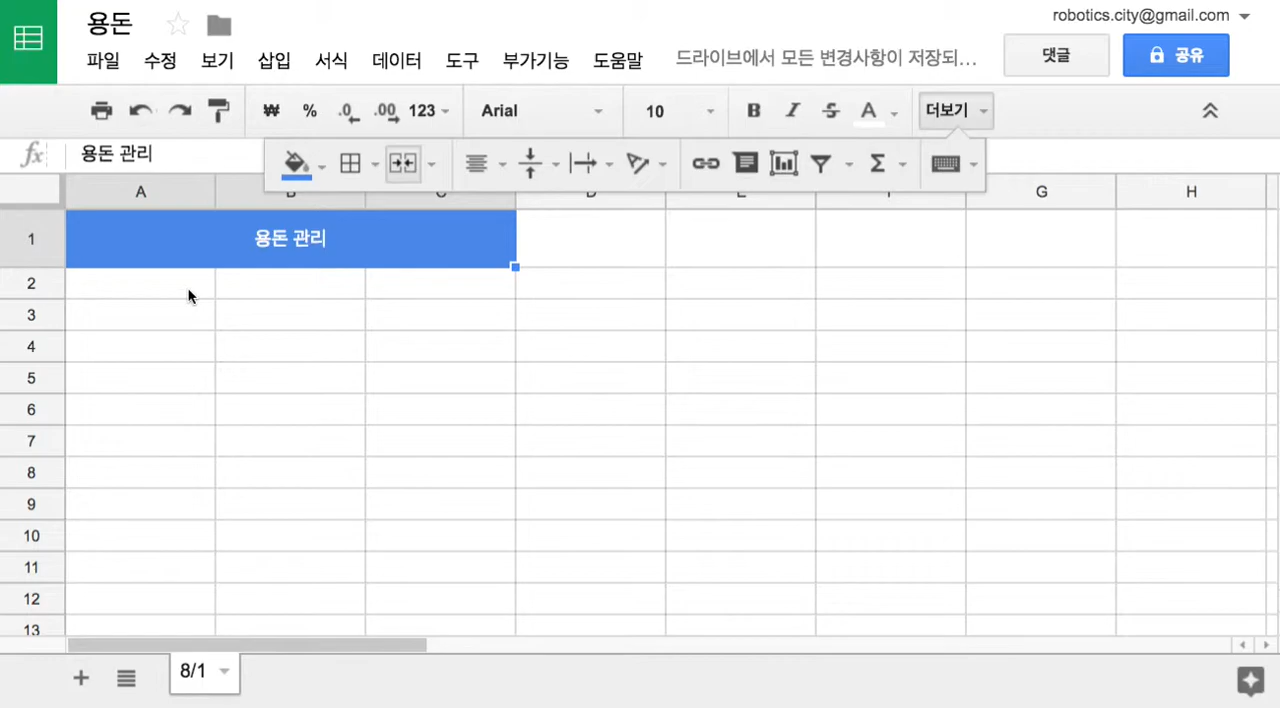 용돈
robotics.city@gmail.com
파일 수정 보기 삽입 서식 데이터 도구 부가기능 도움말
드라이브에서 모든 변경사항이 저장되...
댓글
공유
₩ % .0 .00 123 Arial 10 B I S A 더보기
fx 용돈 관리
Σ
A B C D E F G H
1 용돈 관리
2
3
4
5
6
7
8
9
10
11
12
13
8/1